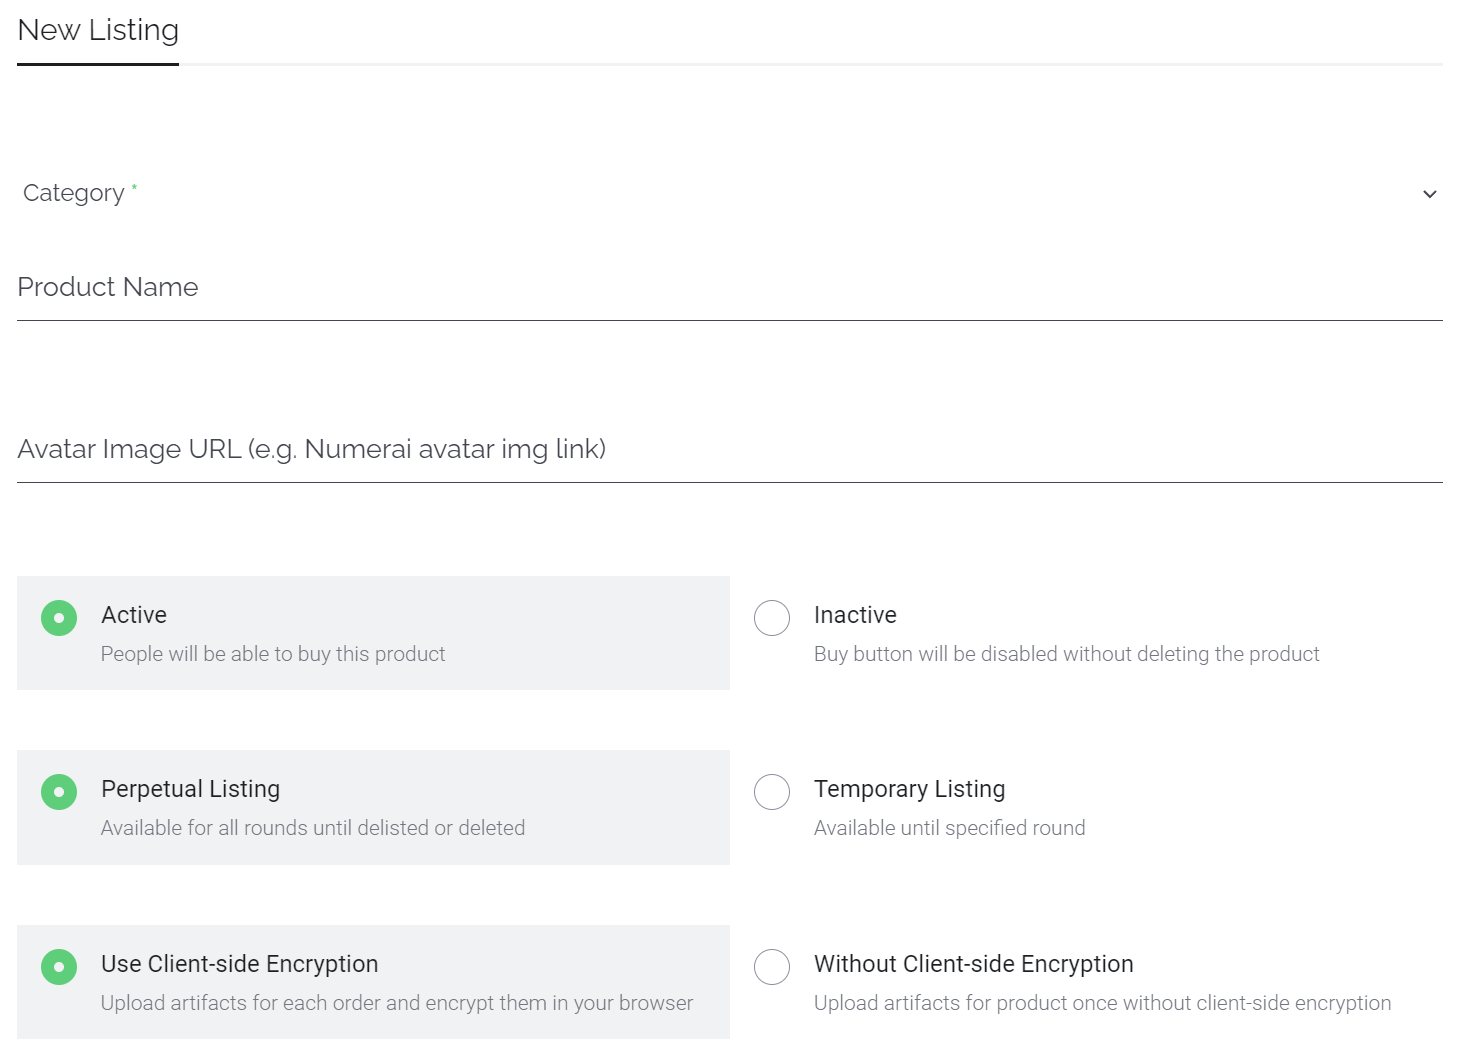 New Listing
Category *
Product Name
Avatar Image URL (e.g. Numerai avatar img link)
Active
People will be able to buy this product
Inactive
Buy button will be disabled without deleting the product
Perpetual Listing
Available for all rounds until delisted or deleted
Temporary Listing
Available until specified round
Use Client-side Encryption
Upload artifacts for each order and encrypt them in your browser
Without Client-side Encryption
Upload artifacts for product once without client-side encryption